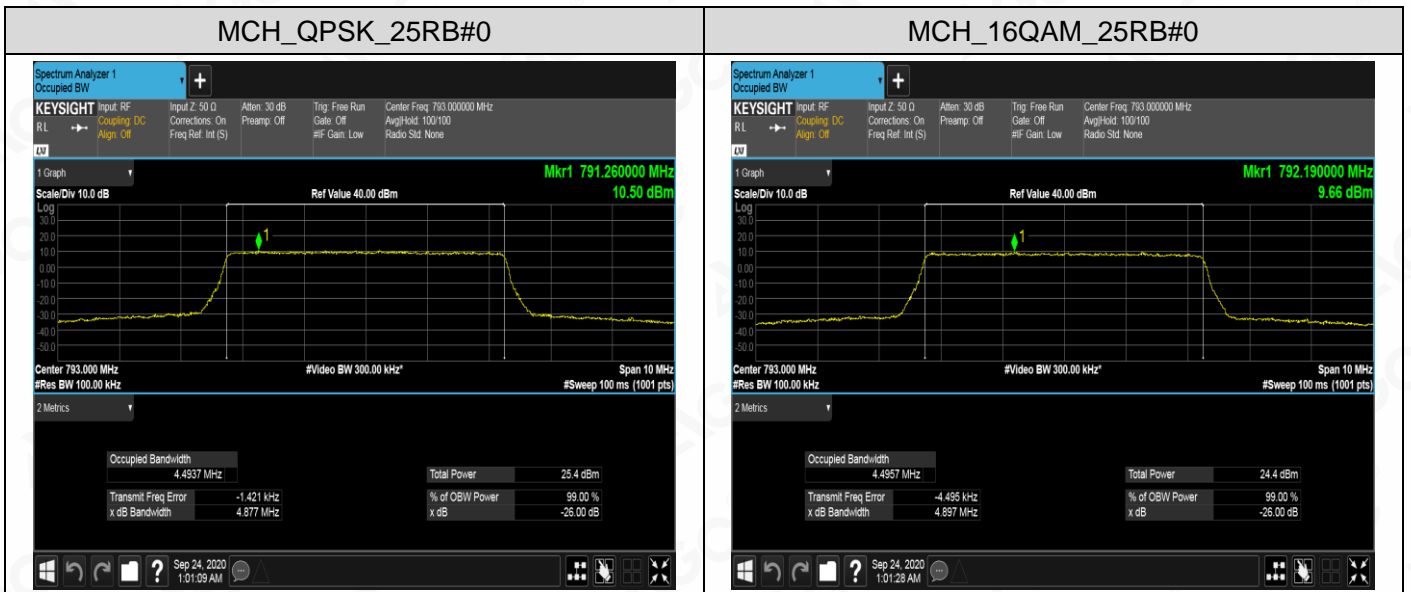 MCH_QPSK_25RB#0
Spectrum Analyzer 1
Occupied BW
+
KEYSIGHT Input: RF Input Z: 50 Ω Atten: 30 dB Trig: Free Run Center Freq: 793.000000 MHz
RL Coupling: DC Corrections: On Preamp: Off Gate: Off Avg|Hold: 100/100
Align: Off Freq Ref: Int (S) #IF Gain: Low Radio Std: None
LXI
1 Graph Mkr1 791.260000 MHz
Scale/Div 10.0 dB Ref Value 40.00 dBm 10.50 dBm
Log
30.0
20.0
1
10.0
0.00
-10.0
-20.0
-30.0
-40.0
-50.0
Center 793.000 MHz #Video BW 300.00 kHz* Span 10 MHz
#Res BW 100.00 kHz #Sweep 100 ms (1001 pts)
2 Metrics
Occupied Bandwidth
4.4937 MHz Total Power 25.4 dBm
Transmit Freq Error -1.421 kHz % of OBW Power 99.00 %
x dB Bandwidth 4.877 MHz x dB -26.00 dB
? Sep 24, 2020
1:01:09 AM
MCH_16QAM_25RB#0
Spectrum Analyzer 1
Occupied BW
+
KEYSIGHT Input: RF Input Z: 50 Ω Atten: 30 dB Trig: Free Run Center Freq: 793.000000 MHz
RL Coupling: DC Corrections: On Preamp: Off Gate: Off Avg|Hold: 100/100
Align: Off Freq Ref: Int (S) #IF Gain: Low Radio Std: None
LXI
1 Graph Mkr1 792.190000 MHz
Scale/Div 10.0 dB Ref Value 40.00 dBm 9.66 dBm
Log
30.0
20.0
1
10.0
0.00
-10.0
-20.0
-30.0
-40.0
-50.0
Center 793.000 MHz #Video BW 300.00 kHz* Span 10 MHz
#Res BW 100.00 kHz #Sweep 100 ms (1001 pts)
2 Metrics
Occupied Bandwidth
4.4957 MHz Total Power 24.4 dBm
Transmit Freq Error -4.495 kHz % of OBW Power 99.00 %
x dB Bandwidth 4.897 MHz x dB -26.00 dB
? Sep 24, 2020
1:01:28 AM